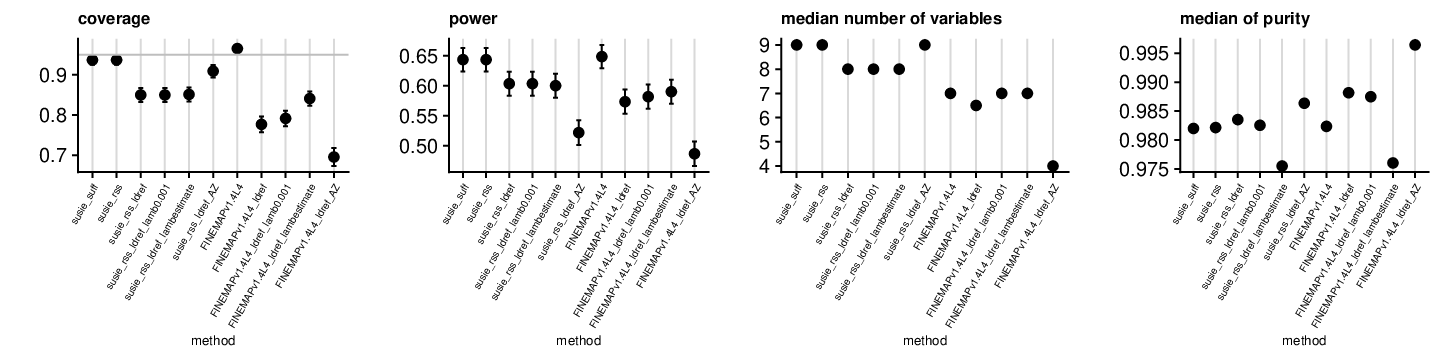 coverage
0.9
0.8
0.7
susie_suff
susie_rss
susie_rss_ldref
susie_rss_ldref_lamb0.001
susie_rss_ldref_lambestimate
susie_rss_ldref_AZ
FINEMAPv1.4L4
FINEMAPv1.4L4_ldref
FINEMAPv1.4L4_ldref_lamb0.001
FINEMAPv1.4L4_ldref_lambestimate
FINEMAPv1.4L4_ldref_AZ
method
power
0.65
0.60
0.55
0.50
susie_suff
susie_rss
susie_rss_ldref
susie_rss_ldref_lamb0.001
susie_rss_ldref_lambestimate
susie_rss_ldref_AZ
FINEMAPv1.4L4
FINEMAPv1.4L4_ldref
FINEMAPv1.4L4_ldref_lamb0.001
FINEMAPv1.4L4_ldref_lambestimate
FINEMAPv1.4L4_ldref_AZ
method
median number of variables
9
8
7
6
5
4
susie_suff
susie_rss
susie_rss_ldref
susie_rss_ldref_lamb0.001
susie_rss_ldref_lambestimate
susie_rss_ldref_AZ
FINEMAPv1.4L4
FINEMAPv1.4L4_ldref
FINEMAPv1.4L4_ldref_lamb0.001
FINEMAPv1.4L4_ldref_lambestimate
FINEMAPv1.4L4_ldref_AZ
method
median of purity
0.995
0.990
0.985
0.980
0.975
susie_suff
susie_rss
susie_rss_ldref
susie_rss_ldref_lamb0.001
susie_rss_ldref_lambestimate
susie_rss_ldref_AZ
FINEMAPv1.4L4
FINEMAPv1.4L4_ldref
FINEMAPv1.4L4_ldref_lamb0.001
FINEMAPv1.4L4_ldref_lambestimate
FINEMAPv1.4L4_ldref_AZ
method